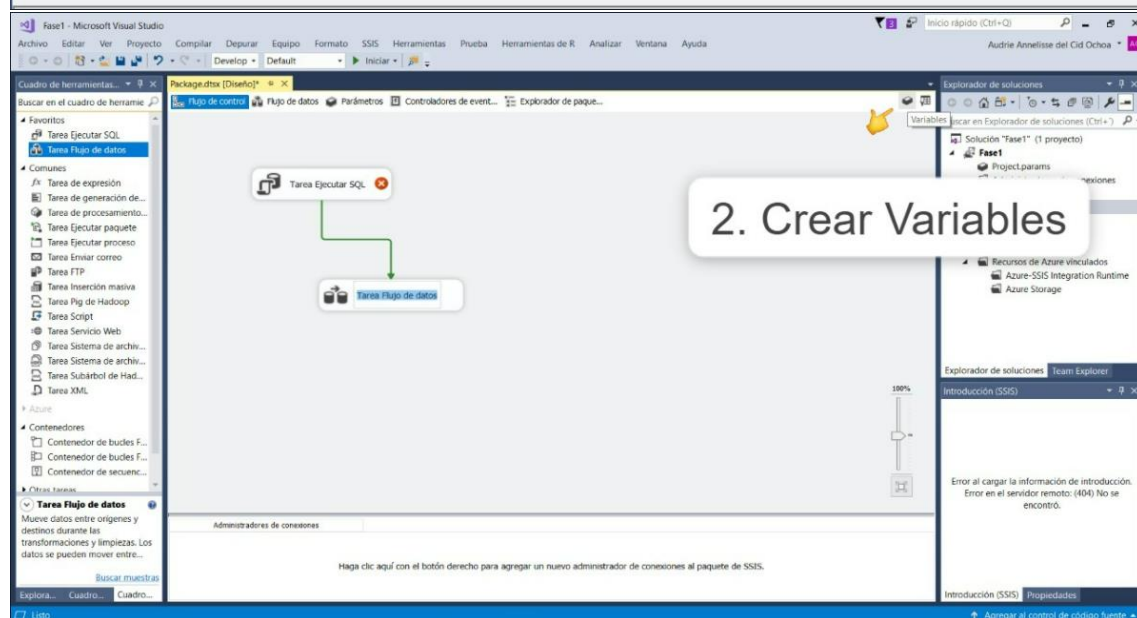 Fase1 - Microsoft Visual Studio
Inicio rápido (Ctrl+Q)
Archivo Editar Ver Proyecto Compilar Depurar Equipo Formato SSIS Herramientas Prueba Herramientas de R Analizar Ventana Ayuda
Audrie Annelisse del Cid Ochoa
Develop Default Iniciar
Cuadro de herramientas...
Buscar en el cuadro de herramie
Favoritos
Tarea Ejecutar SQL
Tarea Flujo de datos
Comunes
Tarea de expresión
Tarea de generación de...
Tarea de procesamiento...
Tarea Ejecutar paquete
Tarea Ejecutar proceso
Tarea Enviar correo
Tarea FTP
Tarea Inserción masiva
Tarea Pig de Hadoop
Tarea Script
Tarea Servicio Web
Tarea Sistema de archiv...
Tarea Sistema de archiv...
Tarea Subárbol de Had...
Tarea XML
Azure
Contenedores
Contenedor de bucles F...
Contenedor de bucles F...
Contenedor de secuenc...
Otras tareas
Tarea Flujo de datos
Mueve datos entre orígenes y
destinos durante las
transformaciones y limpiezas. Los
datos se pueden mover entre...
Buscar muestras
Explora... Cuadro... Cuadro...
Package.dtsx [Diseño]*
Flujo de control Flujo de datos Parámetros Controladores de event... Explorador de paque...
Variables
Tarea Ejecutar SQL
Tarea Flujo de datos
2. Crear Variables
100%
Administradores de conexiones
Haga clic aquí con el botón derecho para agregar un nuevo administrador de conexiones al paquete de SSIS.
Explorador de soluciones
uscar en Explorador de soluciones (Ctrl+)
Solución "Fase1" (1 proyecto)
Fase1
Project.params
nexiones
Recursos de Azure vinculados
Azure-SSIS Integration Runtime
Azure Storage
Explorador de soluciones Team Explorer
Introducción (SSIS)
Error al cargar la información de introducción.
Error en el servidor remoto: (404) No se
encontró.
Introducción (SSIS) Propiedades
Listo
Agregar al control de código fuente